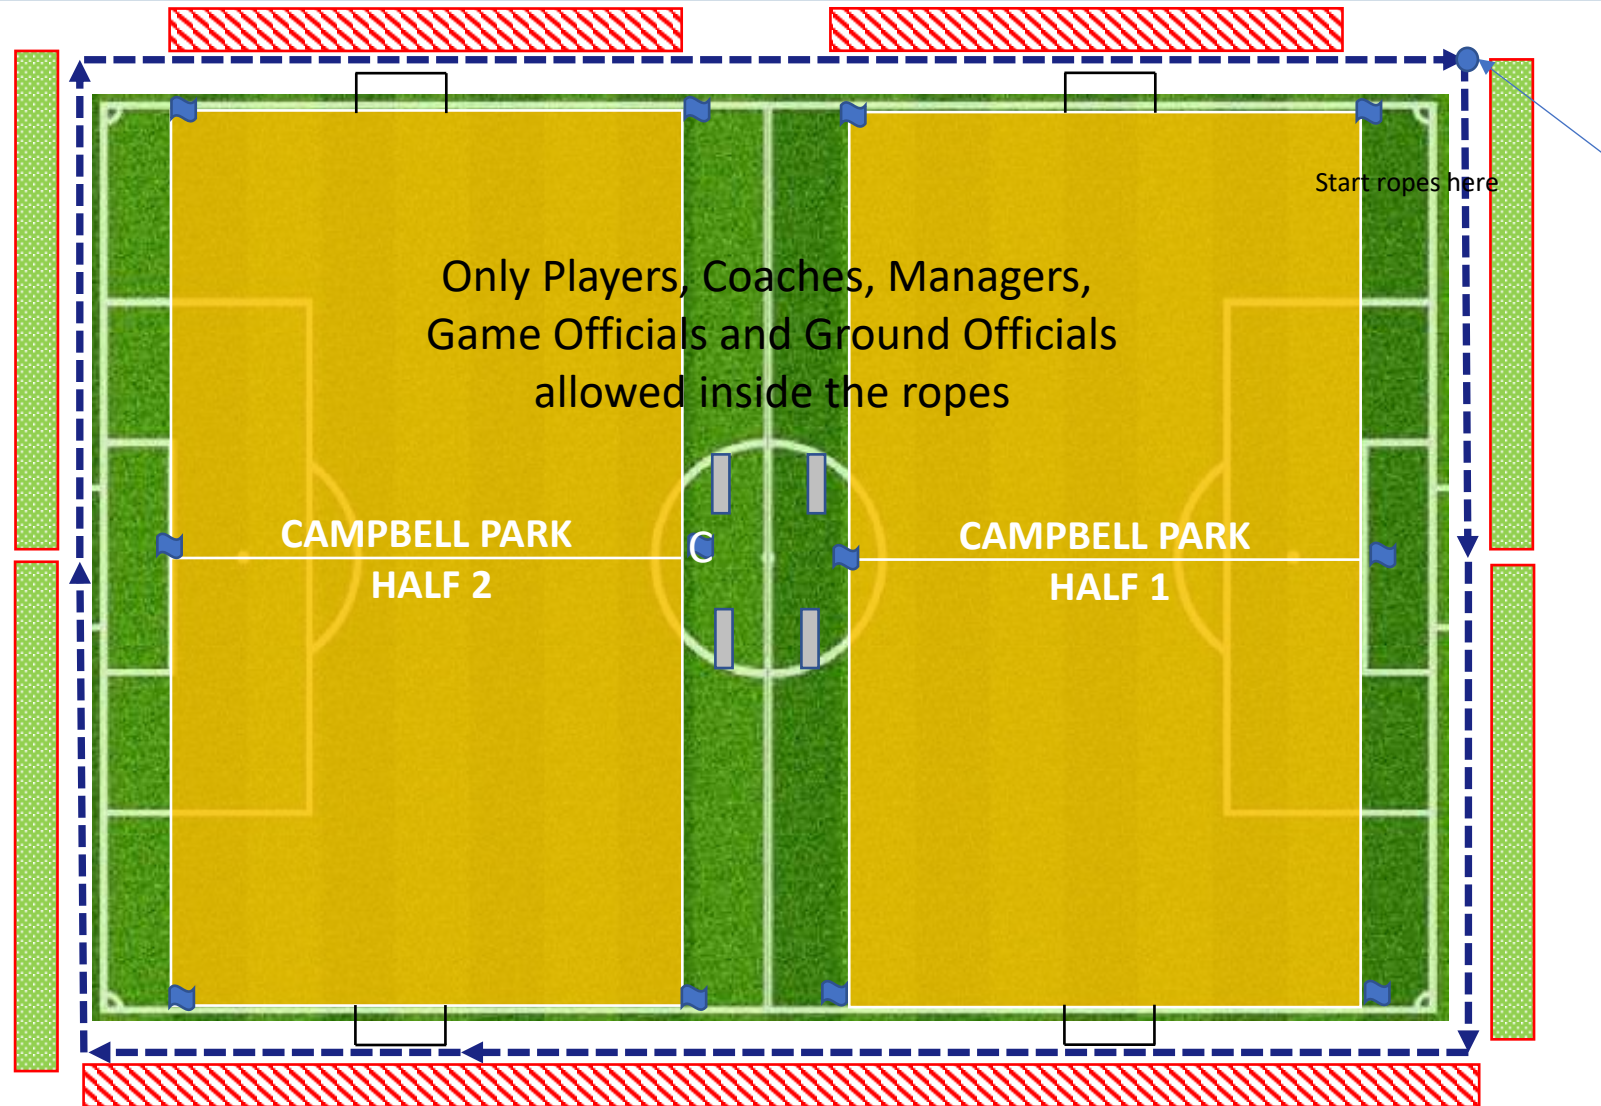 Start ropes here
Only Players, Coaches, Managers,
Game Officials and Ground Officials
allowed inside the ropes
CAMPBELL PARK
HALF 2
C
CAMPBELL PARK
HALF 1